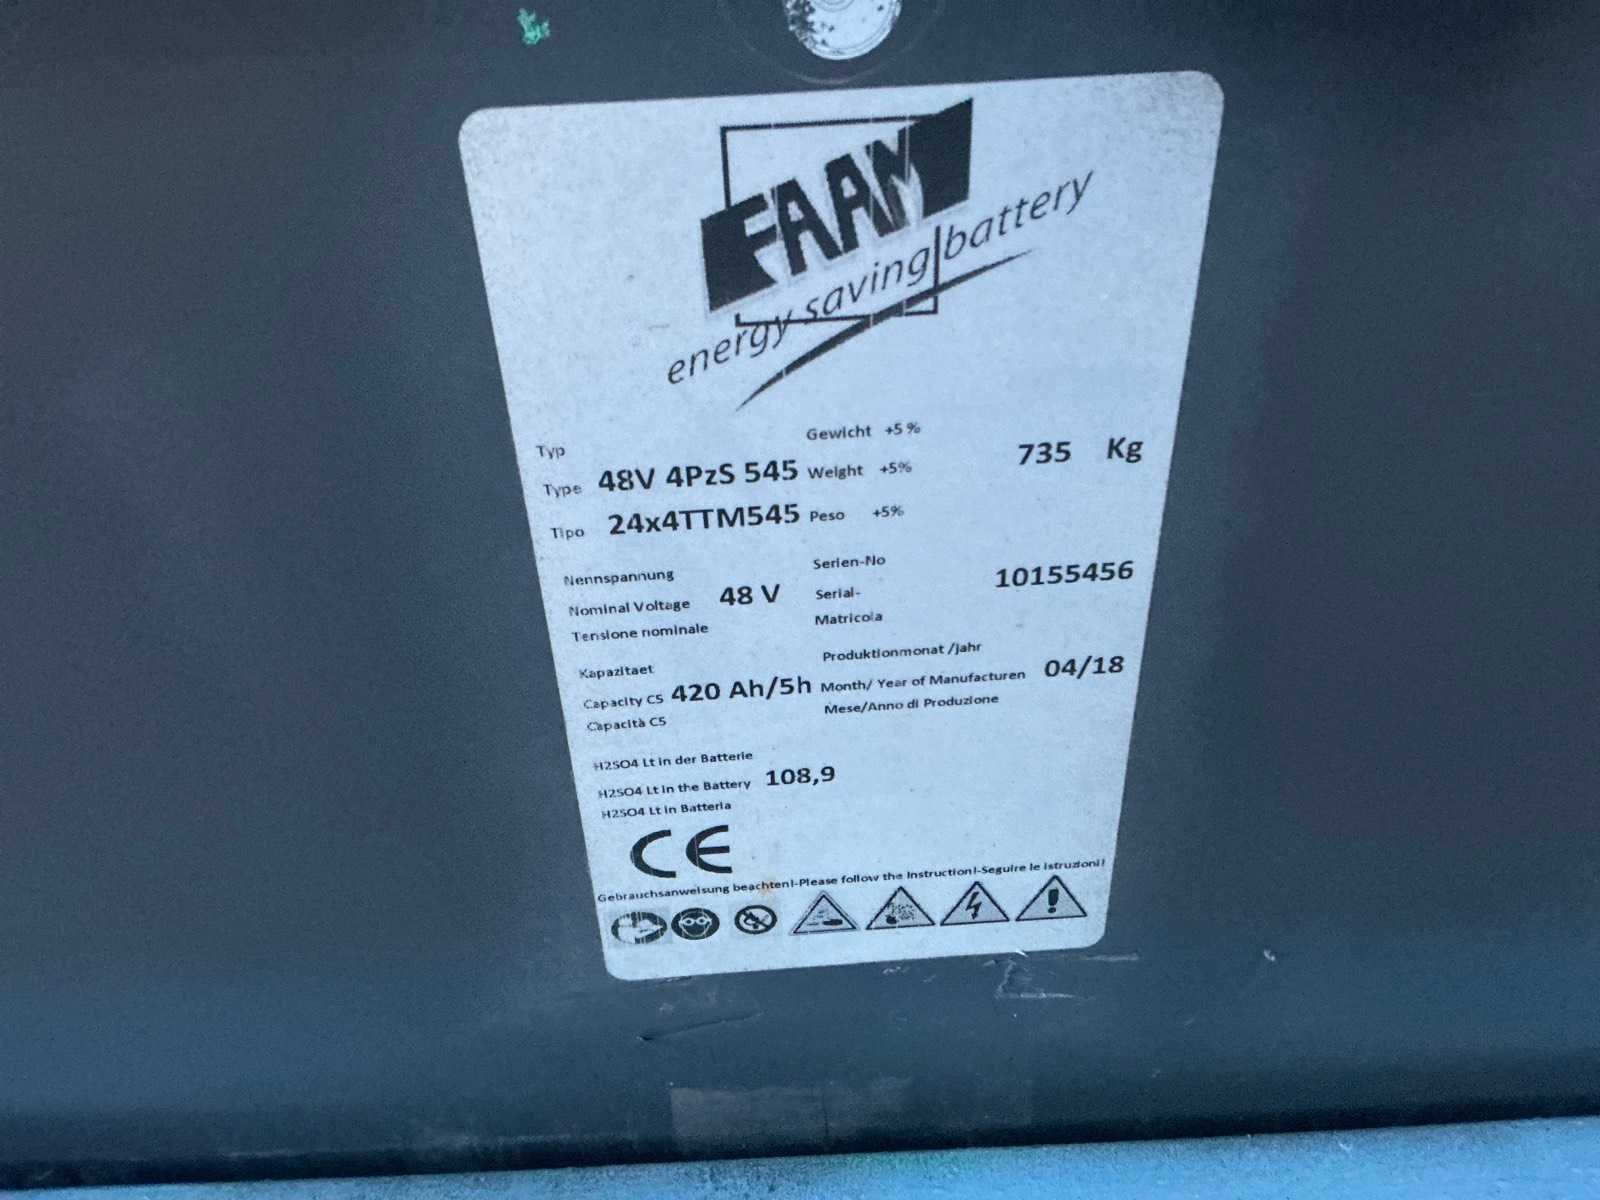 FAAM
energy saving battery
Typ
Gewicht +5%
Type 48V 4PzS 545 Weight +5% 735 Kg
Tipo 24x4TTM545 Peso +5%
Nennspannung
Nominal Voltage 48 V
Tensione nominale
Serien-No
Serial- 10155456
Matricola
Kapazitaet
Capacity C5 420 Ah/5h
Capacità C5
Produktionmonat /Jahr
Month/ Year of Manufacturen 04/18
Mese/Anno di Produzione
H2SO4 Lt in der Batterie
H2SO4 Lt in the Battery 108,9
H2SO4 Lt in Batteria
CE
Gebrauchsanweisung beachten!-Please follow the Instruction!-Seguire le istruzioni!